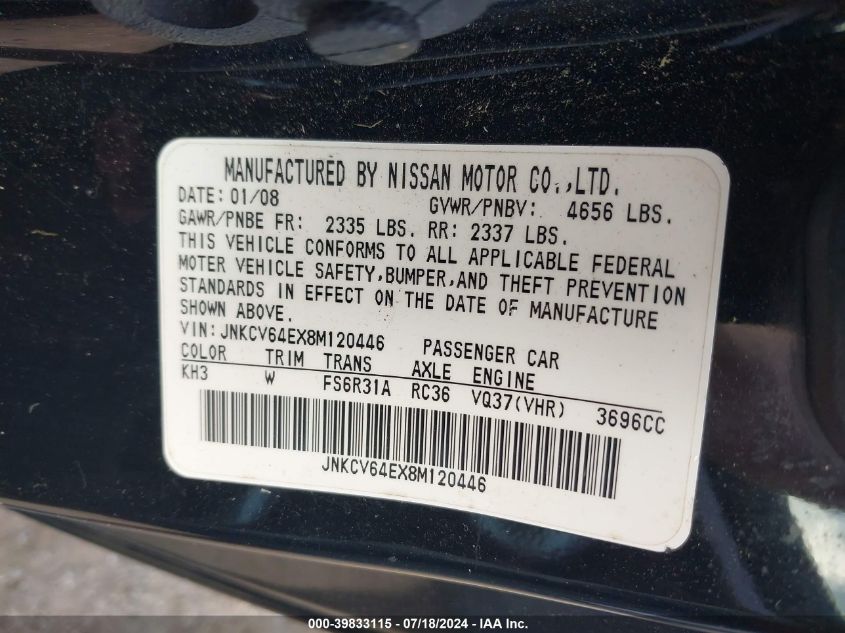 MANUFACTURED BY NISSAN MOTOR CO.,LTD.
DATE: 01/08 GVWR/PNBV: 4656 LBS.
GAWR/PNBE FR: 2335 LBS. RR: 2337 LBS.
THIS VEHICLE CONFORMS TO ALL APPLICABLE FEDERAL
MOTER VEHICLE SAFETY,BUMPER,AND THEFT PREVENTION
STANDARDS IN EFFECT ON THE DATE OF MANUFACTURE
SHOWN ABOVE.
VIN:JNKCV64EX8M120446 PASSENGER CAR
COLOR TRIM TRANS AXLE ENGINE
KH3 W FS6R31A RC36 VQ37(VHR) 3696CC
JNKCV64EX8M120446
000-39833115 - 07/18/2024 - IAA Inc.